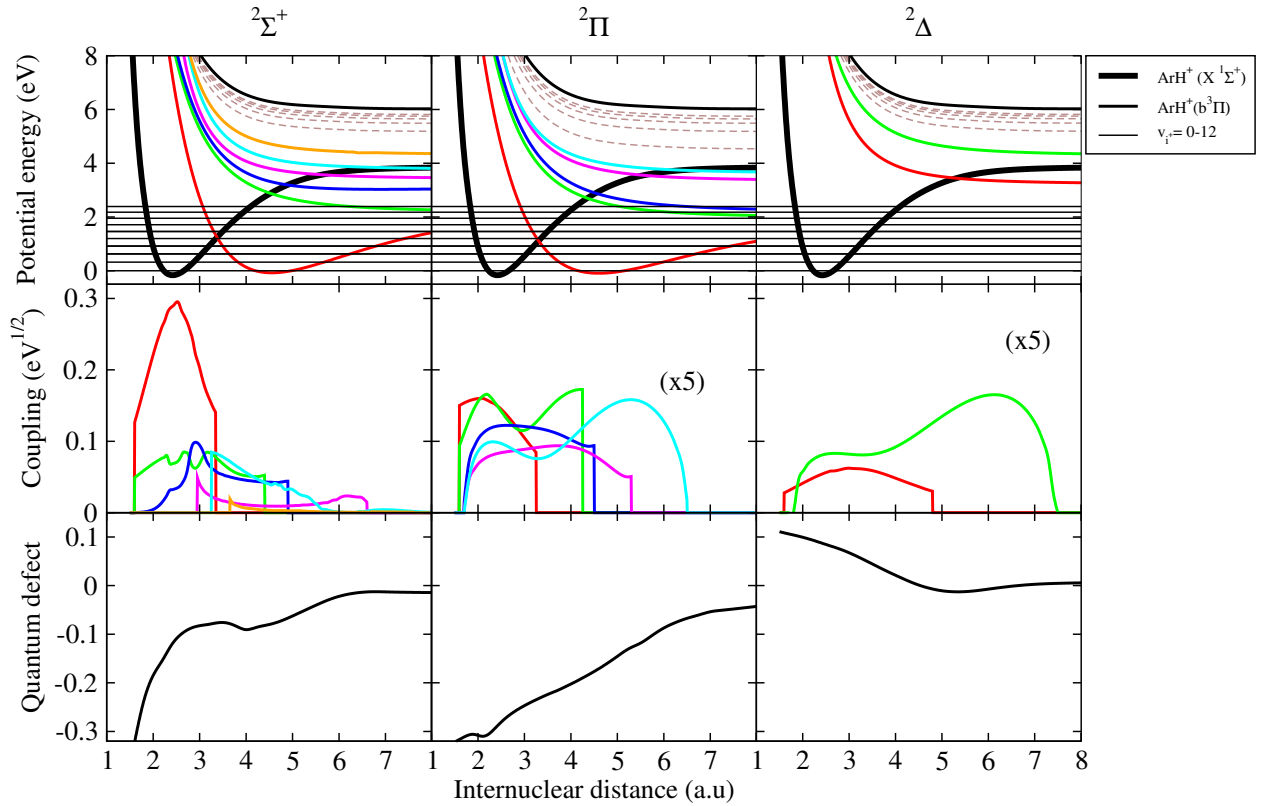 ²Σ⁺ ²Π ²Δ
Potential energy (eV)
8
6
4
2
0
ArH⁺ (X ¹Σ⁺)
ArH⁺(b³Π)
v_i⁺= 0-12
Coupling (eV^1/2)
0.3
0.2
0.1
0
(x5)
(x5)
Quantum defect
0.1
0
-0.1
-0.2
-0.3
1 2 3 4 5 6 7 1 2 3 4 5 6 7 1 2 3 4 5 6 7 8
Internuclear distance (a.u)